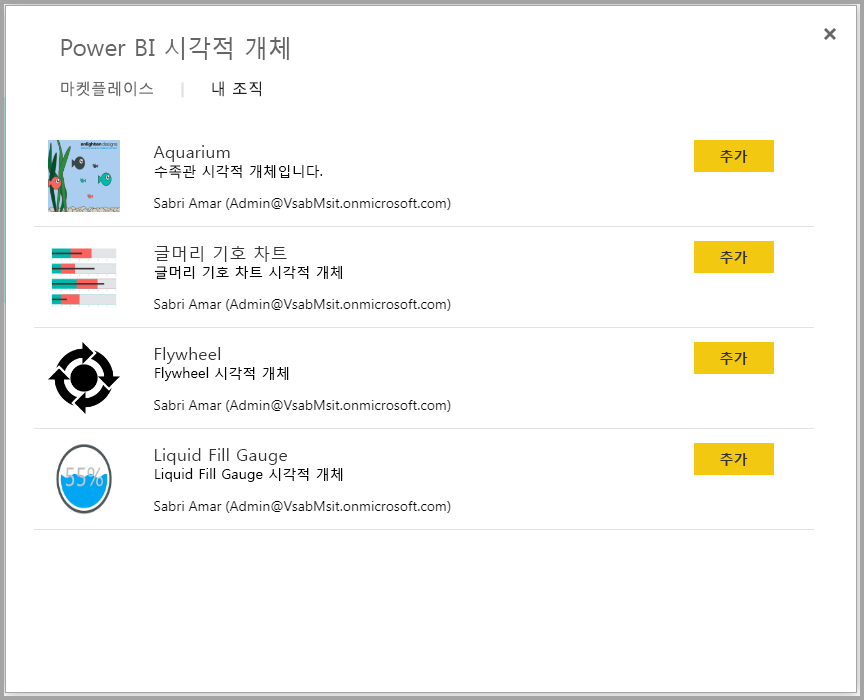 Power BI 시각적 개체
마켓플레이스 | 내 조직
enlighten designs
Aquarium
수족관 시각적 개체입니다.
Sabri Amar (Admin@VsabMsit.onmicrosoft.com)
추가
글머리 기호 차트
글머리 기호 차트 시각적 개체
Sabri Amar (Admin@VsabMsit.onmicrosoft.com)
추가
Flywheel
Flywheel 시각적 개체
Sabri Amar (Admin@VsabMsit.onmicrosoft.com)
추가
55%
Liquid Fill Gauge
Liquid Fill Gauge 시각적 개체
Sabri Amar (Admin@VsabMsit.onmicrosoft.com)
추가